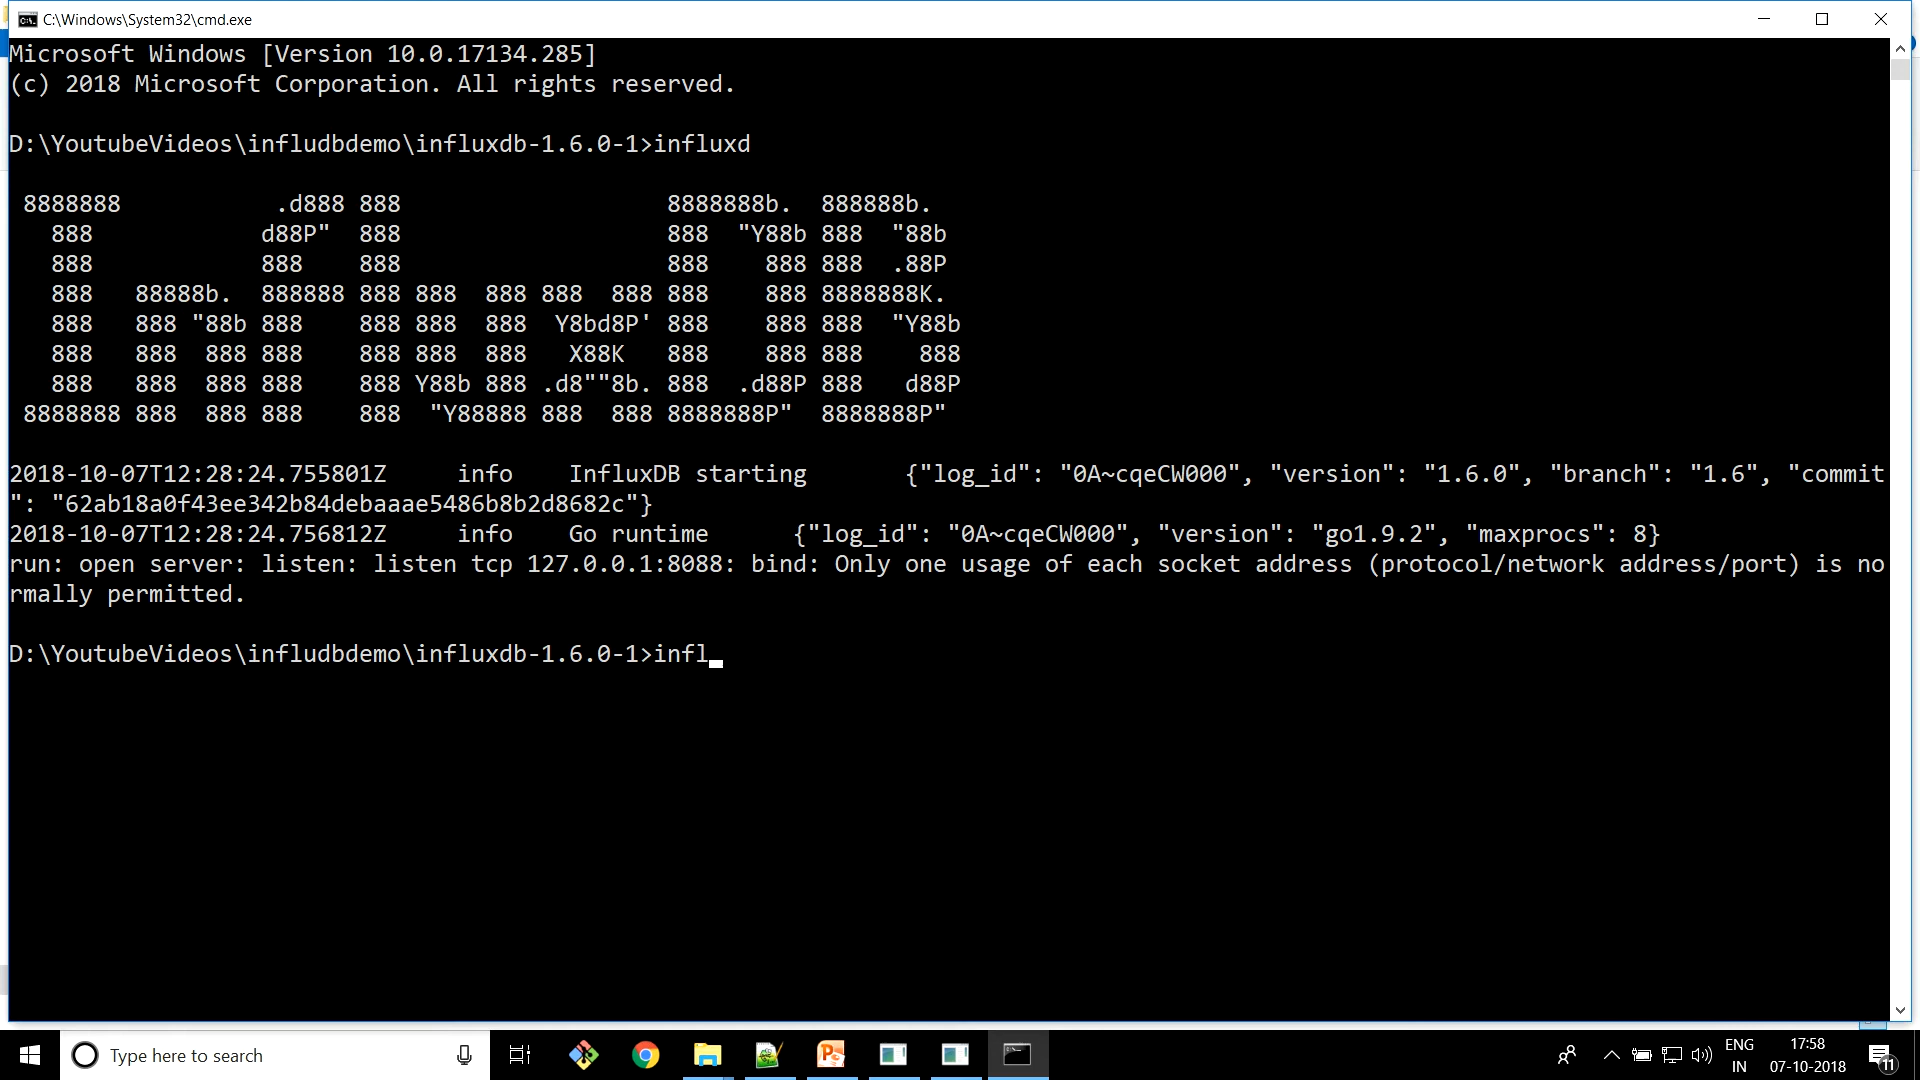 C:\Windows\System32\cmd.exe
Microsoft Windows [Version 10.0.17134.285]
(c) 2018 Microsoft Corporation. All rights reserved.
D:\YoutubeVideos\infludbdemo\influxdb-1.6.0-1>influxd
 8888888           .d888 888                   8888888b.  888888b.
   888            d88P"  888                   888  "Y88b 888  "88b
   888            888    888                   888    888 888  .88P
   888   88888b.  888888 888 888  888 888  888 888    888 8888888K.
   888   888 "88b 888    888 888  888  Y8bd8P' 888    888 888  "Y88b
   888   888  888 888    888 888  888   X88K   888    888 888    888
   888   888  888 888    888 Y88b 888 .d8""8b. 888  .d88P 888   d88P
 8888888 888  888 888    888  "Y88888 888  888 8888888P"  8888888P"
2018-10-07T12:28:24.755801Z     info    InfluxDB starting       {"log_id": "0A~cqeCW000", "version": "1.6.0", "branch": "1.6", "commit
": "62ab18a0f43ee342b84debaaae5486b8b2d8682c"}
2018-10-07T12:28:24.756812Z     info    Go runtime      {"log_id": "0A~cqeCW000", "version": "go1.9.2", "maxprocs": 8}
run: open server: listen: listen tcp 127.0.0.1:8088: bind: Only one usage of each socket address (protocol/network address/port) is no
rmally permitted.
D:\YoutubeVideos\infludbdemo\influxdb-1.6.0-1>infl
Type here to search
ENG
IN
17:58
07-10-2018
11